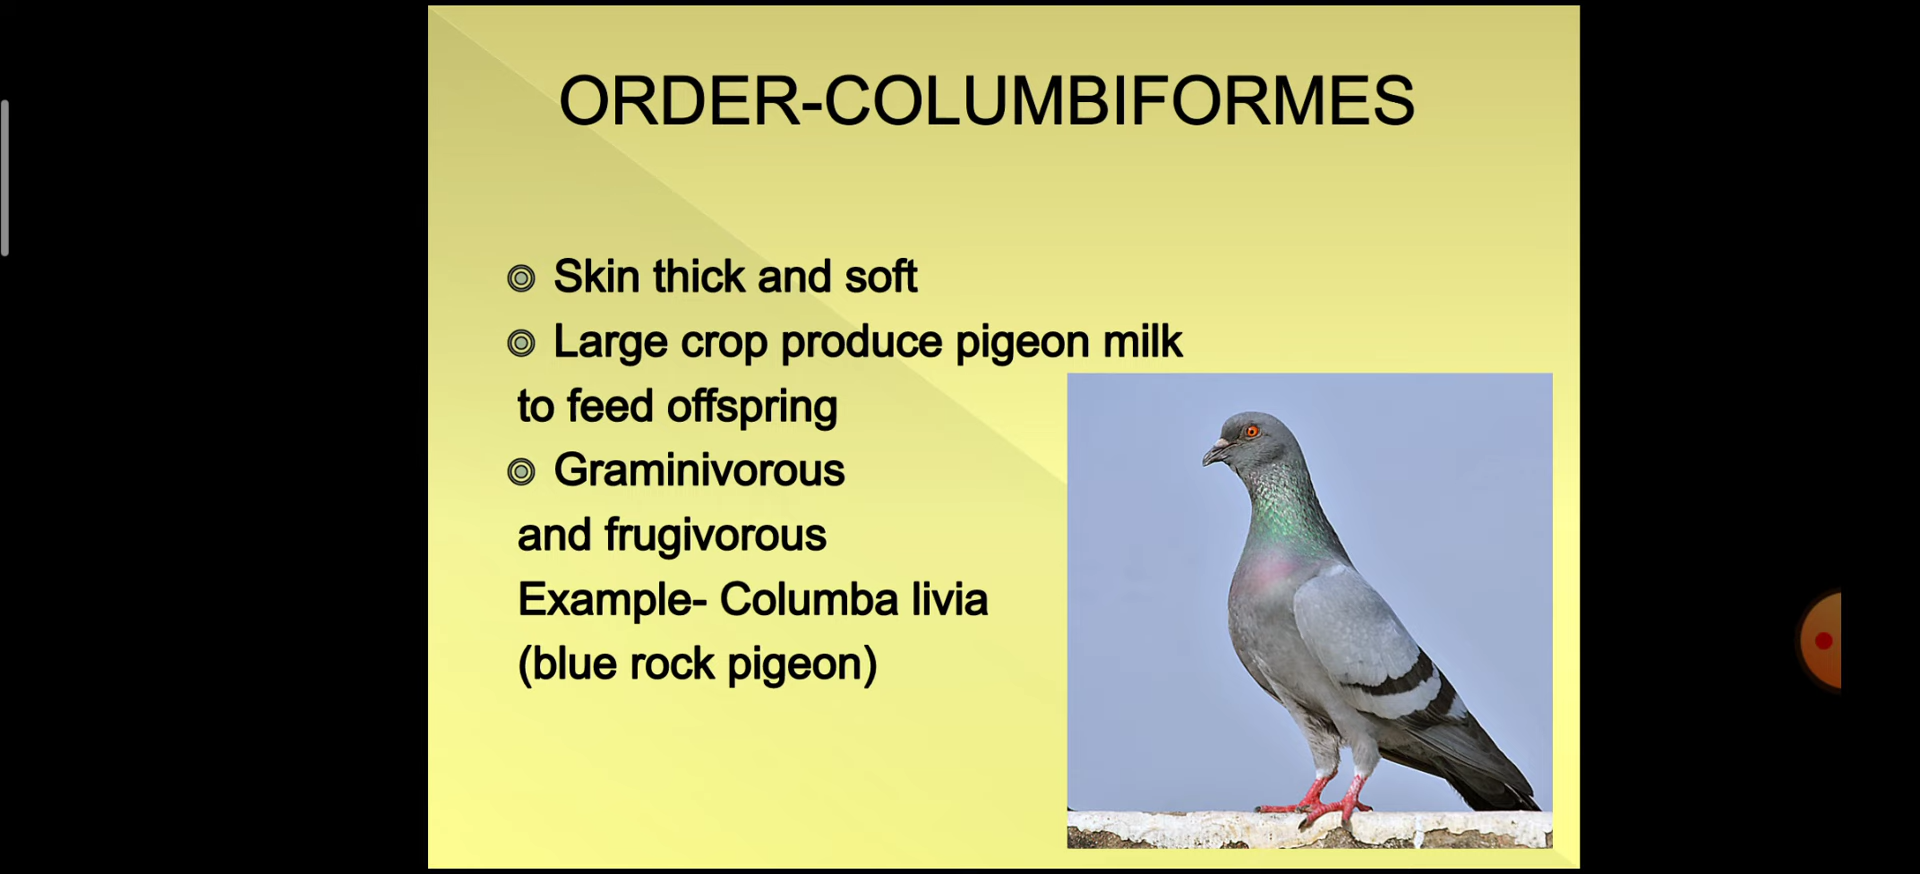 ORDER-COLUMBIFORMES
Skin thick and soft
Large crop produce pigeon milk
to feed offspring
Graminivorous
and frugivorous
Example- Columba livia
(blue rock pigeon)